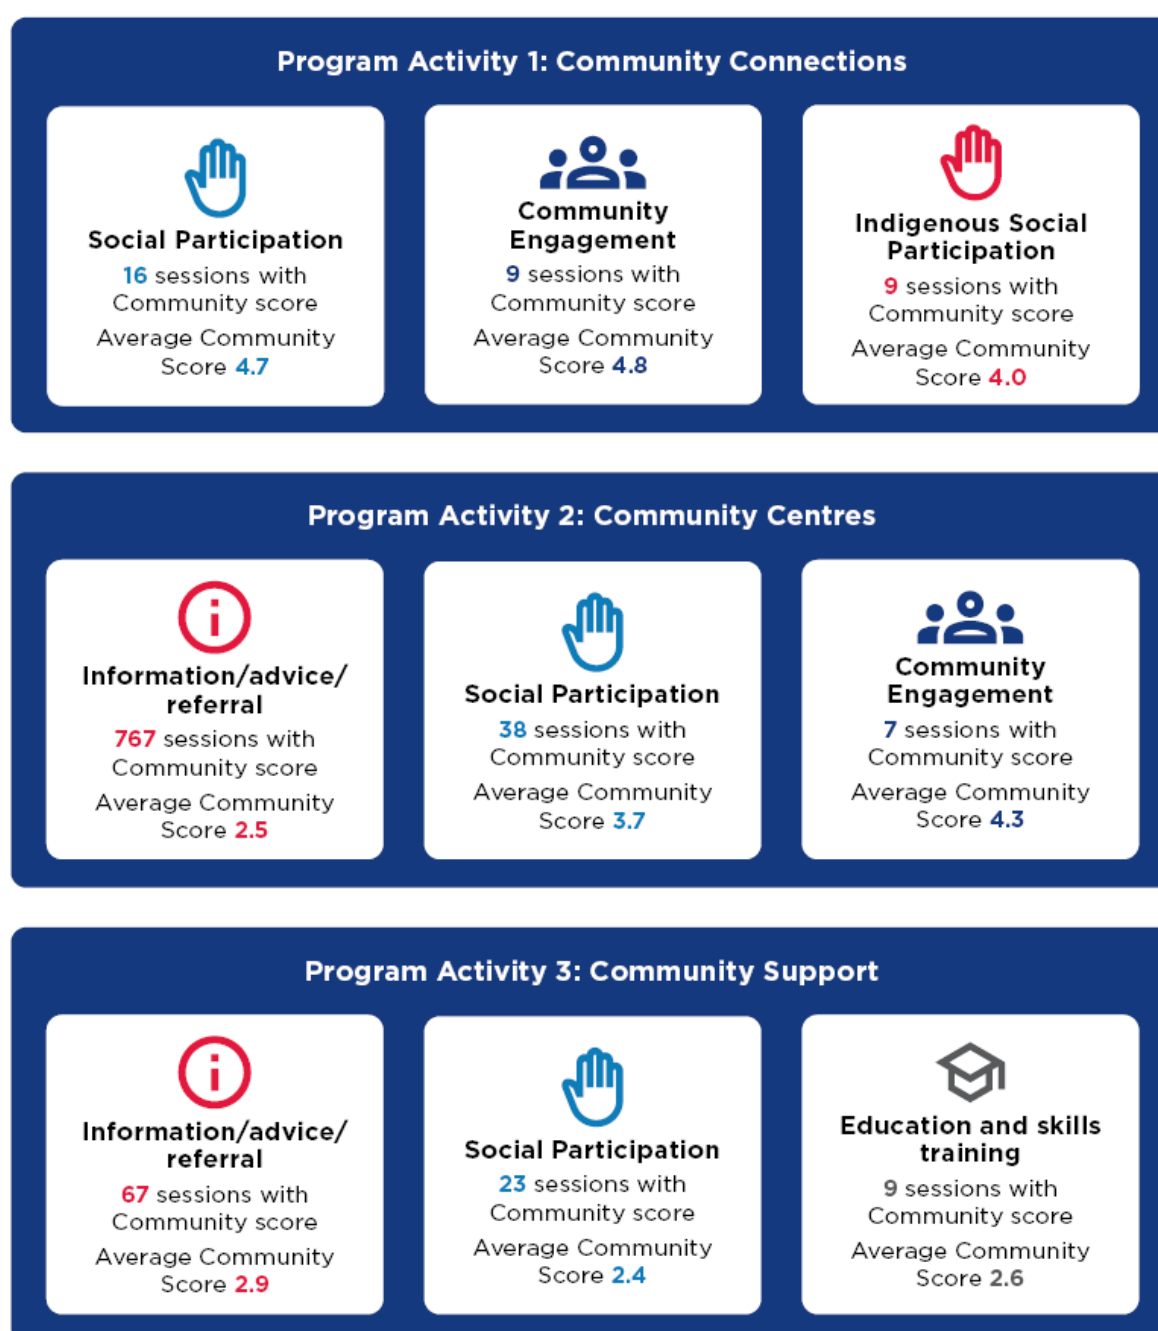 Program Activity 1: Community Connections
Social Participation
16 sessions with
Community score
Average Community
Score 4.7
Community
Engagement
9 sessions with
Community score
Average Community
Score 4.8
Indigenous Social
Participation
9 sessions with
Community score
Average Community
Score 4.0
Program Activity 2: Community Centres
Information/advice/
referral
767 sessions with
Community score
Average Community
Score 2.5
Social Participation
38 sessions with
Community score
Average Community
Score 3.7
Community
Engagement
7 sessions with
Community score
Average Community
Score 4.3
Program Activity 3: Community Support
Information/advice/
referral
67 sessions with
Community score
Average Community
Score 2.9
Social Participation
23 sessions with
Community score
Average Community
Score 2.4
Education and skills
training
9 sessions with
Community score
Average Community
Score 2.6